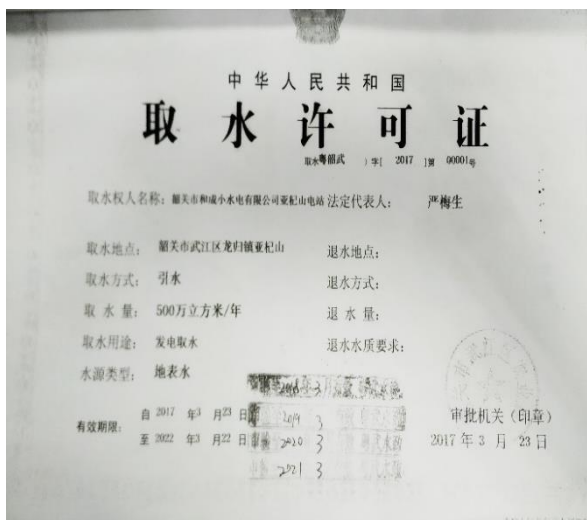 中华人民共和国
取水许可证
取水粤韶武）字[ 2017 ]第 00001号
取水权人名称：韶关市和成小水电有限公司亚杞山电站 法定代表人： 严梅生
取水地点： 韶关市武江区龙归镇亚杞山 退水地点：
取水方式： 引水 退水方式：
取 水 量： 500万立方米/年 退 水 量：
取水用途： 发电取水 退水水质要求：
水源类型： 地表水
有效期限： 自 2017 年3 月23 日
至 2022 年3 月22 日
2019 3
2020 3
2021 3
审批机关（印章）
2017 年 3 月 23 日